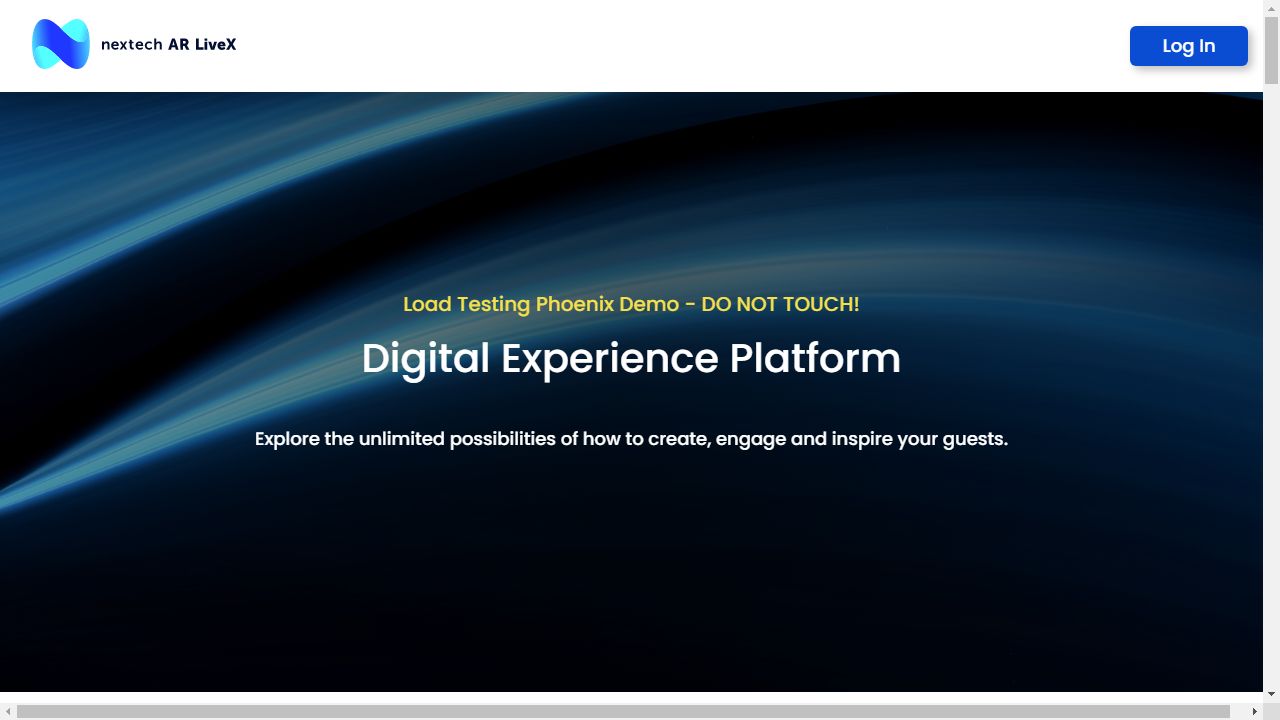 nextech AR LiveX
Log In
Load Testing Phoenix Demo - DO NOT TOUCH!
Digital Experience Platform
Explore the unlimited possibilities of how to create, engage and inspire your guests.